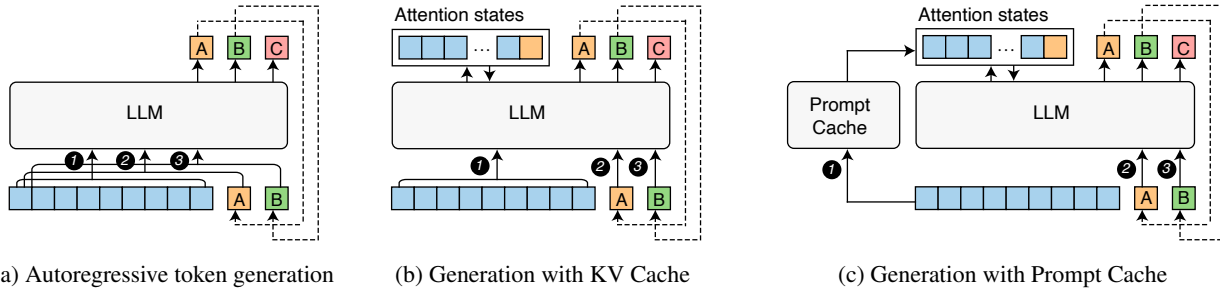 Attention states
Attention states
A
B
C
...
A
B
C
...
A
B
C
LLM
LLM
Prompt
Cache
LLM
1
2
3
1
2
3
1
2
3
A
B
A
B
A
B
a) Autoregressive token generation
(b) Generation with KV Cache
(c) Generation with Prompt Cache